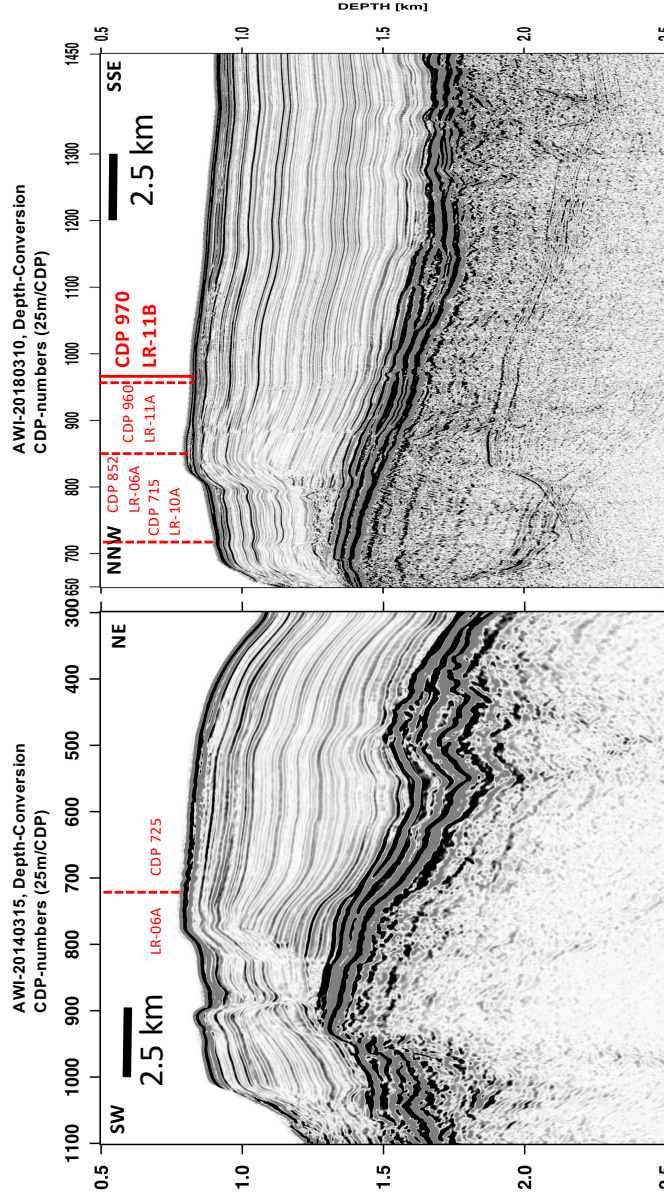 AWI-20140315, Depth-Conversion
CDP-numbers (25m/CDP)
1100 1000 900 800 700 600 500 400 300
SW
NE
2.5 km
LR-06A
CDP 725
0.5
1.0
1.5
2.0
AWI-20180310, Depth-Conversion
CDP-numbers (25m/CDP)
650 700 800 900 1000 1100 1200 1300 1450
NNW
SSE
CDP 852
LR-06A
CDP 715
LR-10A
CDP 960
LR-11A
CDP 970
LR-11B
2.5 km
0.5
1.0
1.5
2.0
DEPTH [km]